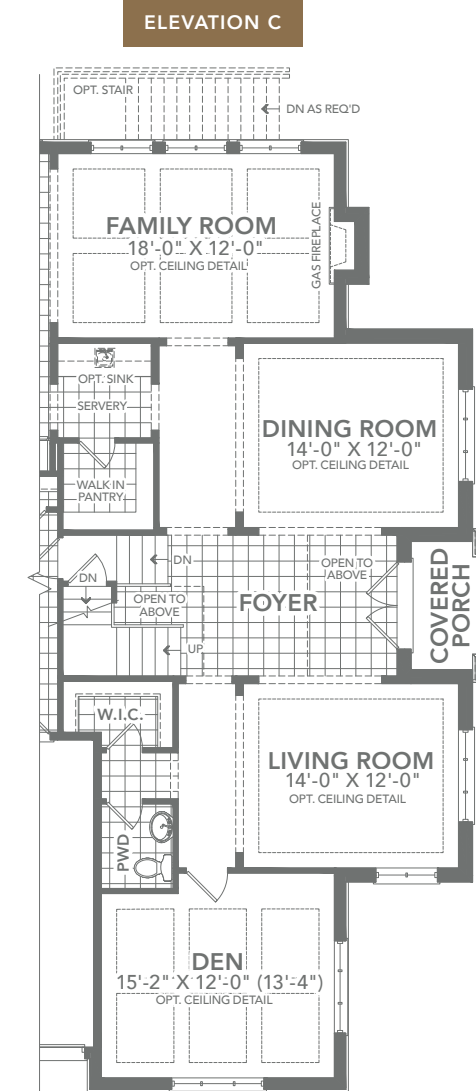 ELEVATION C
OPT. STAIR
DN AS REQ'D
FAMILY ROOM
18'-0" X 12'-0"
OPT. CEILING DETAIL
GAS FIREPLACE
OPT. SINK
SERVERY
DINING ROOM
14'-0" X 12'-0"
OPT. CEILING DETAIL
WALK IN
PANTRY
DN
DN
OPEN TO
ABOVE
OPEN TO
ABOVE
FOYER
COVERED
PORCH
UP
W.I.C.
LIVING ROOM
14'-0" X 12'-0"
OPT. CEILING DETAIL
PWD
DEN
15'-2" X 12'-0" (13'-4")
OPT. CEILING DETAIL